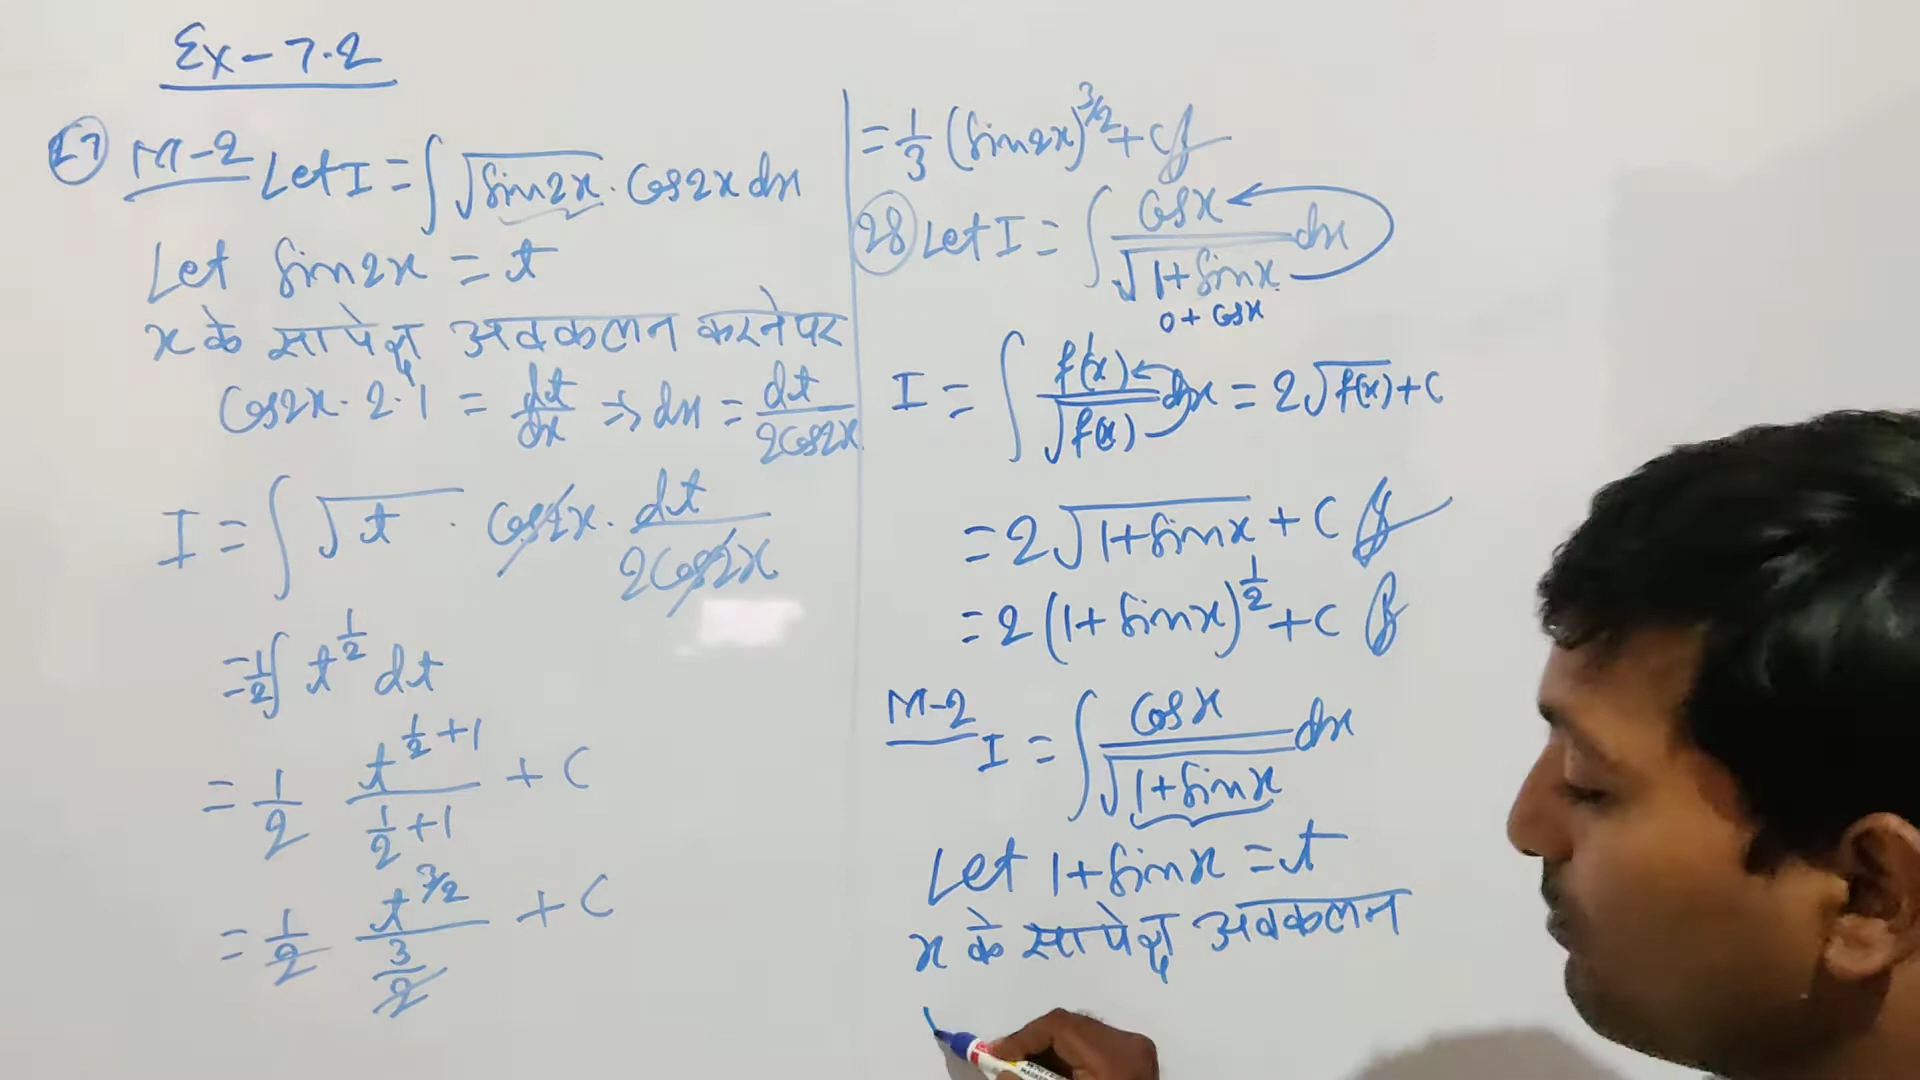 Ex-7.2
27 M-2 Let I = ∫ √sin2x . Cos2x dx
Let sin2x = t
x के सापेक्ष अवकलन करने पर
Cos2x . 2.1 = dt/dx ⇒ dx = dt/2Cos2x
I = ∫ √t . Cos2x . dt/2Cos2x
= 1/2 ∫ t^(1/2) dt
= 1/2 t^(1/2+1)/(1/2+1) + C
= 1/2 t^(3/2)/(3/2) + C
= 1/3 (sin2x)^(3/2) + C
28 Let I = ∫ Cosx/√(1+sinx) dx
0 + Cosx
I = ∫ f'(x)/√f(x) dx = 2√f(x) + C
= 2√(1+sinx) + C
= 2(1+sinx)^(1/2) + C
M-2 I = ∫ Cosx/√(1+sinx) dx
Let 1+sinx = t
x के सापेक्ष अवकलन